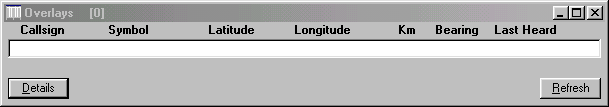 Overlays [0]
Callsign Symbol Latitude Longitude Km Bearing Last Heard
Details Refresh